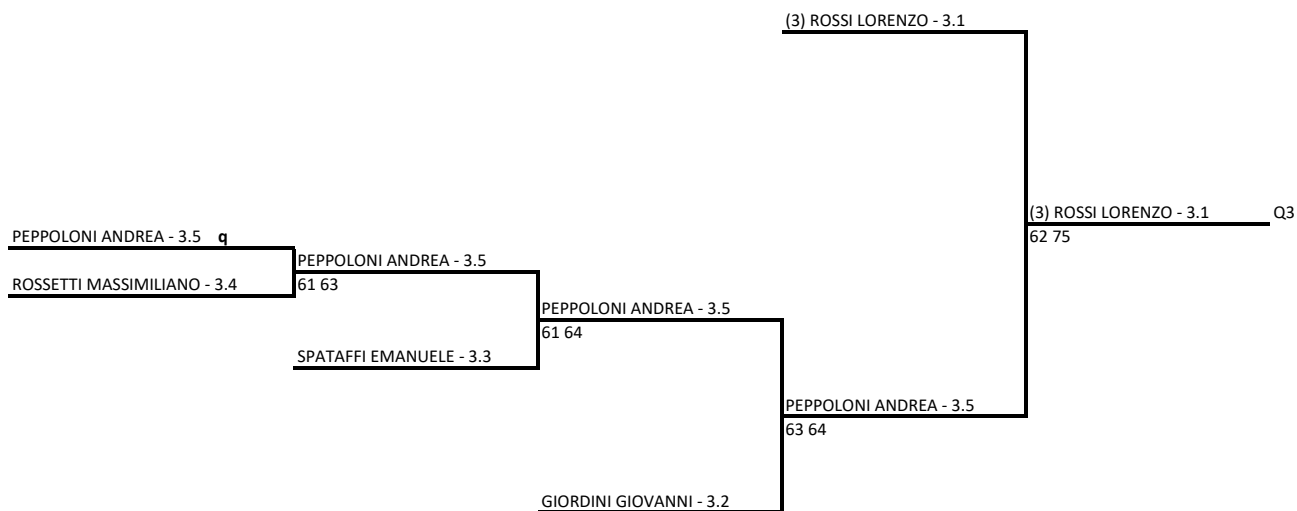 (3) ROSSI LORENZO - 3.1
(3) ROSSI LORENZO - 3.1 Q3
PEPPOLONI ANDREA - 3.5 q
62 75
PEPPOLONI ANDREA - 3.5
ROSSETTI MASSIMILIANO - 3.4
61 63
PEPPOLONI ANDREA - 3.5
61 64
SPATAFFI EMANUELE - 3.3
PEPPOLONI ANDREA - 3.5
63 64
GIORDINI GIOVANNI - 3.2